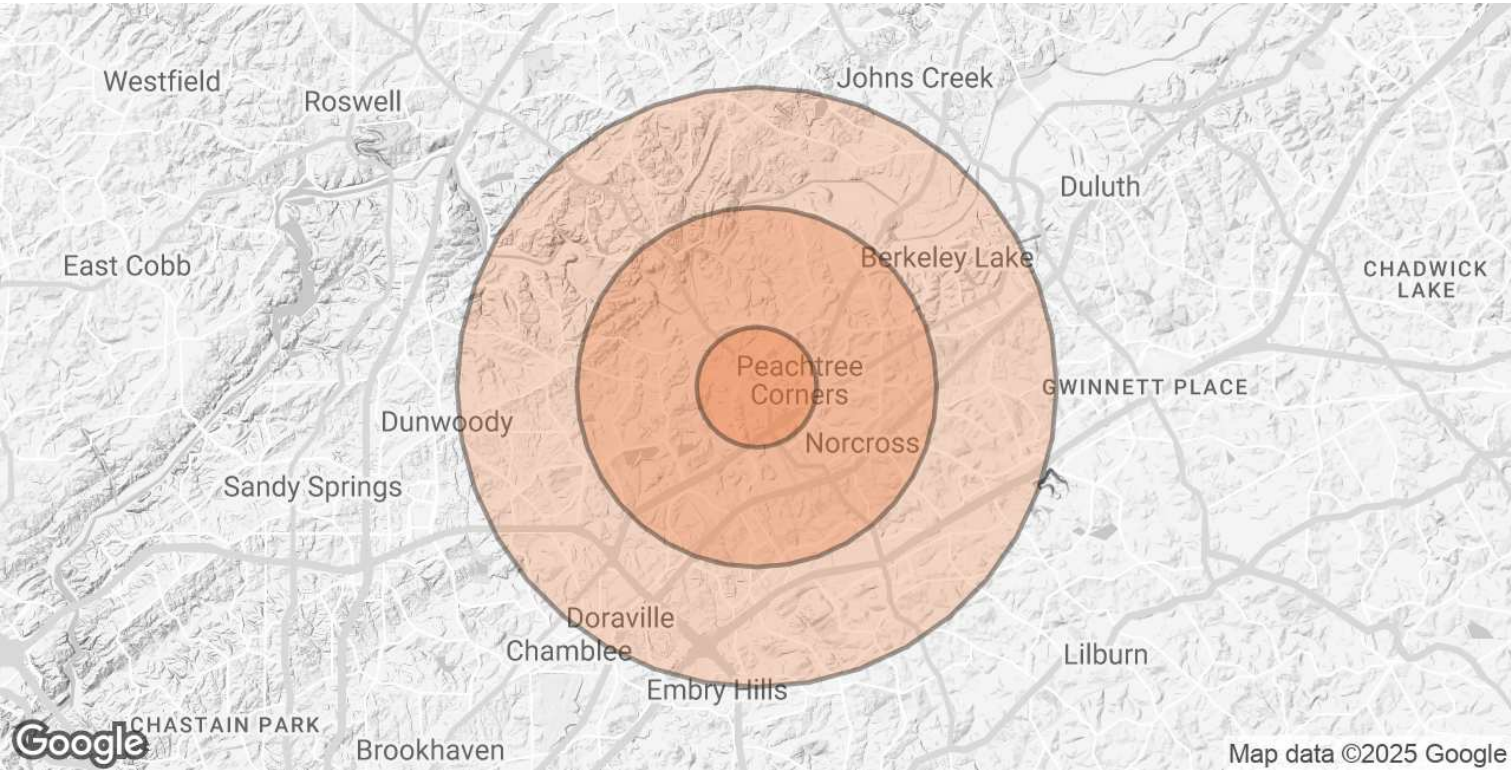 Johns Creek
Westfield
Roswell
Duluth
Berkeley Lake
East Cobb
CHADWICK
LAKE
Peachtree
Corners
GWINNETT PLACE
Dunwoody
Norcross
Sandy Springs
Doraville
Chamblee
Lilburn
Embry Hills
CHASTAIN PARK
Google
Brookhaven
Map data ©2025 Google